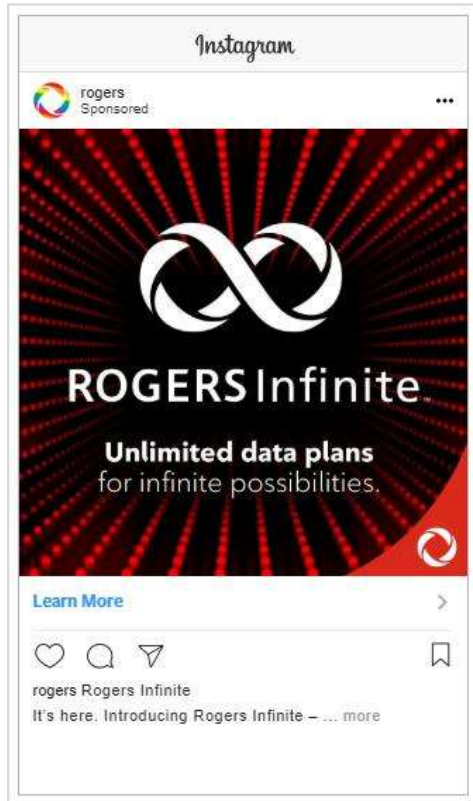 Instagram
rogers
Sponsored
ROGERS Infinite™
Unlimited data plans
for infinite possibilities.
Learn More
rogers Rogers Infinite
It's here. Introducing Rogers Infinite – ... more